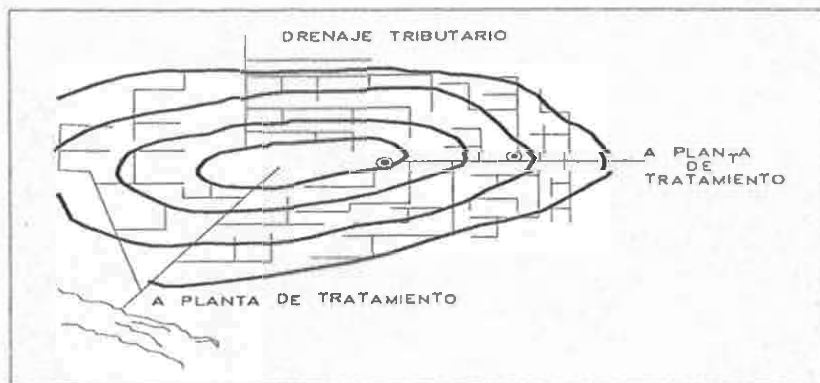 DRENAJE TRIBUTARIO
A PLANTA
DE
TRATAMIENTO
A PLANTA DE TRATAMIENTO